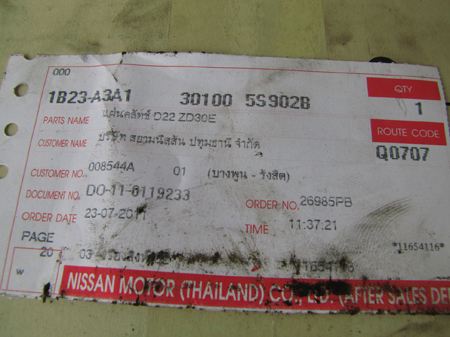 000
QTY
1B23-A3A1 30100 5S902B 1
PARTS NAME แผ่นคลัทช์ D22 ZD30E
ROUTE CODE
CUSTOMER NAME บริษัท สยามนิสสัน ปทุมธานี จำกัด
Q0707
CUSTOMER NO. 008544A 01 (บางพูน - รังสิต)
DOCUMENT NO. DO-11-0119233 ORDER NO. 26985PB
ORDER DATE 23-07-2011 TIME 11:37:21
PAGE
*11654116*
20 03
W
NISSAN MOTOR (THAILAND) CO., LTD. (AFTER SALES